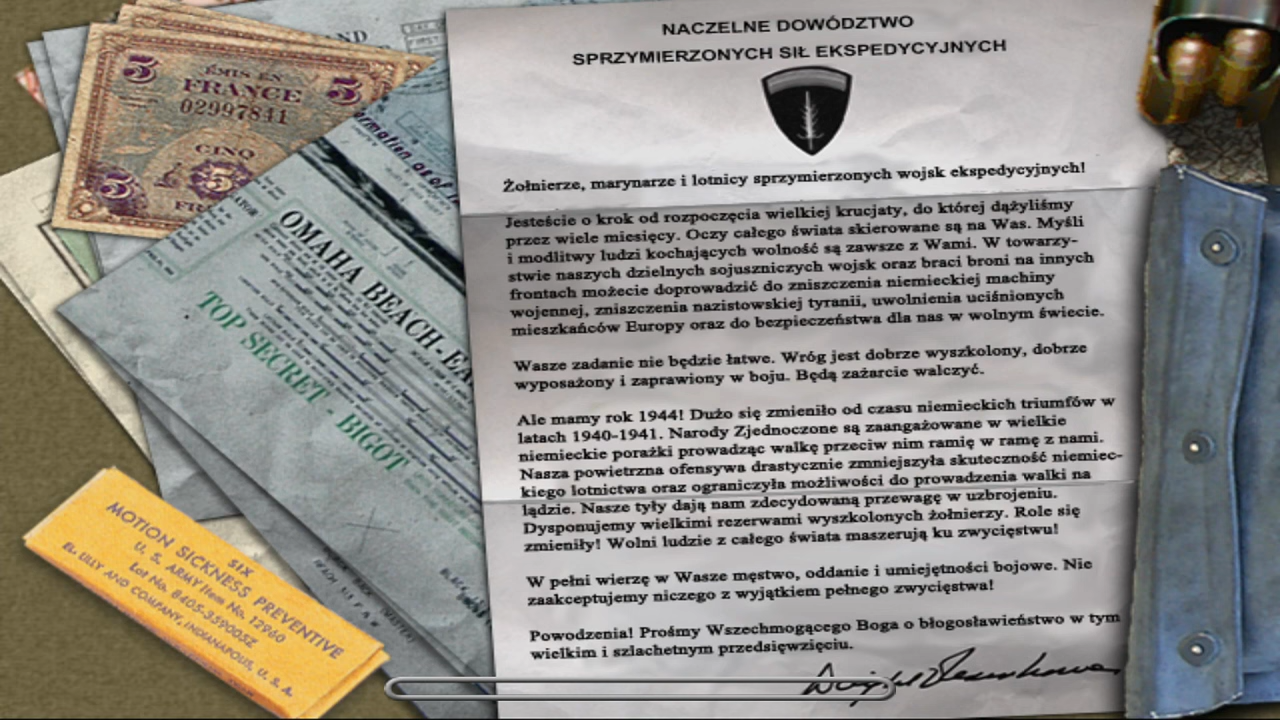 ÉMIS EN
FRANCE
5
5
02997841
CINQ
5
5
OMAHA BEACH-E
TOP SECRET - BIGOT
SIX
MOTION SICKNESS PREVENTIVE
U. S. ARMY Item No. 12960
Lot No. 8405-359005Z
ELI LILLY AND COMPANY, INDIANAPOLIS, U. S. A.
NACZELNE DOWÓDZTWO
SPRZYMIERZONYCH SIŁ EKSPEDYCYJNYCH
Żołnierze, marynarze i lotnicy sprzymierzonych wojsk ekspedycyjnych!
Jesteście o krok od rozpoczęcia wielkiej krucjaty, do której dążyliśmy
przez wiele miesięcy. Oczy całego świata skierowane są na Was. Myśli
i modlitwy ludzi kochających wolność są zawsze z Wami. W towarzy-
stwie naszych dzielnych sojuszniczych wojsk oraz braci broni na innych
frontach możecie doprowadzić do zniszczenia niemieckiej machiny
wojennej, zniszczenia nazistowskiej tyranii, uwolnienia uciśnionych
mieszkańców Europy oraz do bezpieczeństwa dla nas w wolnym świecie.
Wasze zadanie nie będzie łatwe. Wróg jest dobrze wyszkolony, dobrze
wyposażony i zaprawiony w boju. Będą zażarcie walczyć.
Ale mamy rok 1944! Dużo się zmieniło od czasu niemieckich triumfów w
latach 1940-1941. Narody Zjednoczone są zaangażowane w wielkie
niemieckie porażki prowadząc walkę przeciw nim ramię w ramę z nami.
Nasza powietrzna ofensywa drastycznie zmniejszyła skuteczność niemiec-
kiego lotnictwa oraz ograniczyła możliwości do prowadzenia walki na
lądzie. Nasze tyły dają nam zdecydowaną przewagę w uzbrojeniu.
Dysponujemy wielkimi rezerwami wyszkolonych żołnierzy. Role się
zmieniły! Wolni ludzie z całego świata maszerują ku zwycięstwu!
W pełni wierzę w Wasze męstwo, oddanie i umiejętności bojowe. Nie
zaakceptujemy niczego z wyjątkiem pełnego zwycięstwa!
Powodzenia! Prośmy Wszechmogącego Boga o błogosławieństwo w tym
wielkim i szlachetnym przedsięwzięciu.